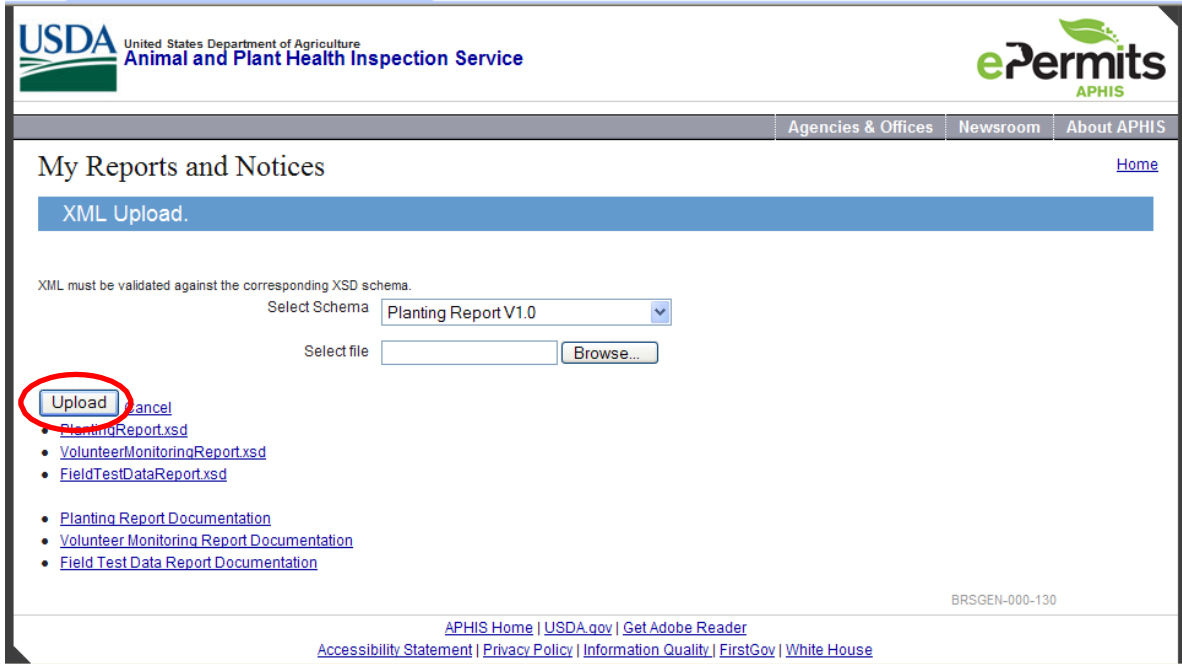 USDA
United States Department of Agriculture
Animal and Plant Health Inspection Service
ePermits
APHIS
Agencies & Offices Newsroom About APHIS
My Reports and Notices
Home
XML Upload.
XML must be validated against the corresponding XSD schema.
Select Schema Planting Report V1.0
Select file Browse...
Upload Cancel
• PlantingReport.xsd
• VolunteerMonitoringReport.xsd
• FieldTestDataReport.xsd
• Planting Report Documentation
• Volunteer Monitoring Report Documentation
• Field Test Data Report Documentation
BRSGEN-000-130
APHIS Home | USDA.gov | Get Adobe Reader
Accessibility Statement | Privacy Policy | Information Quality | FirstGov | White House